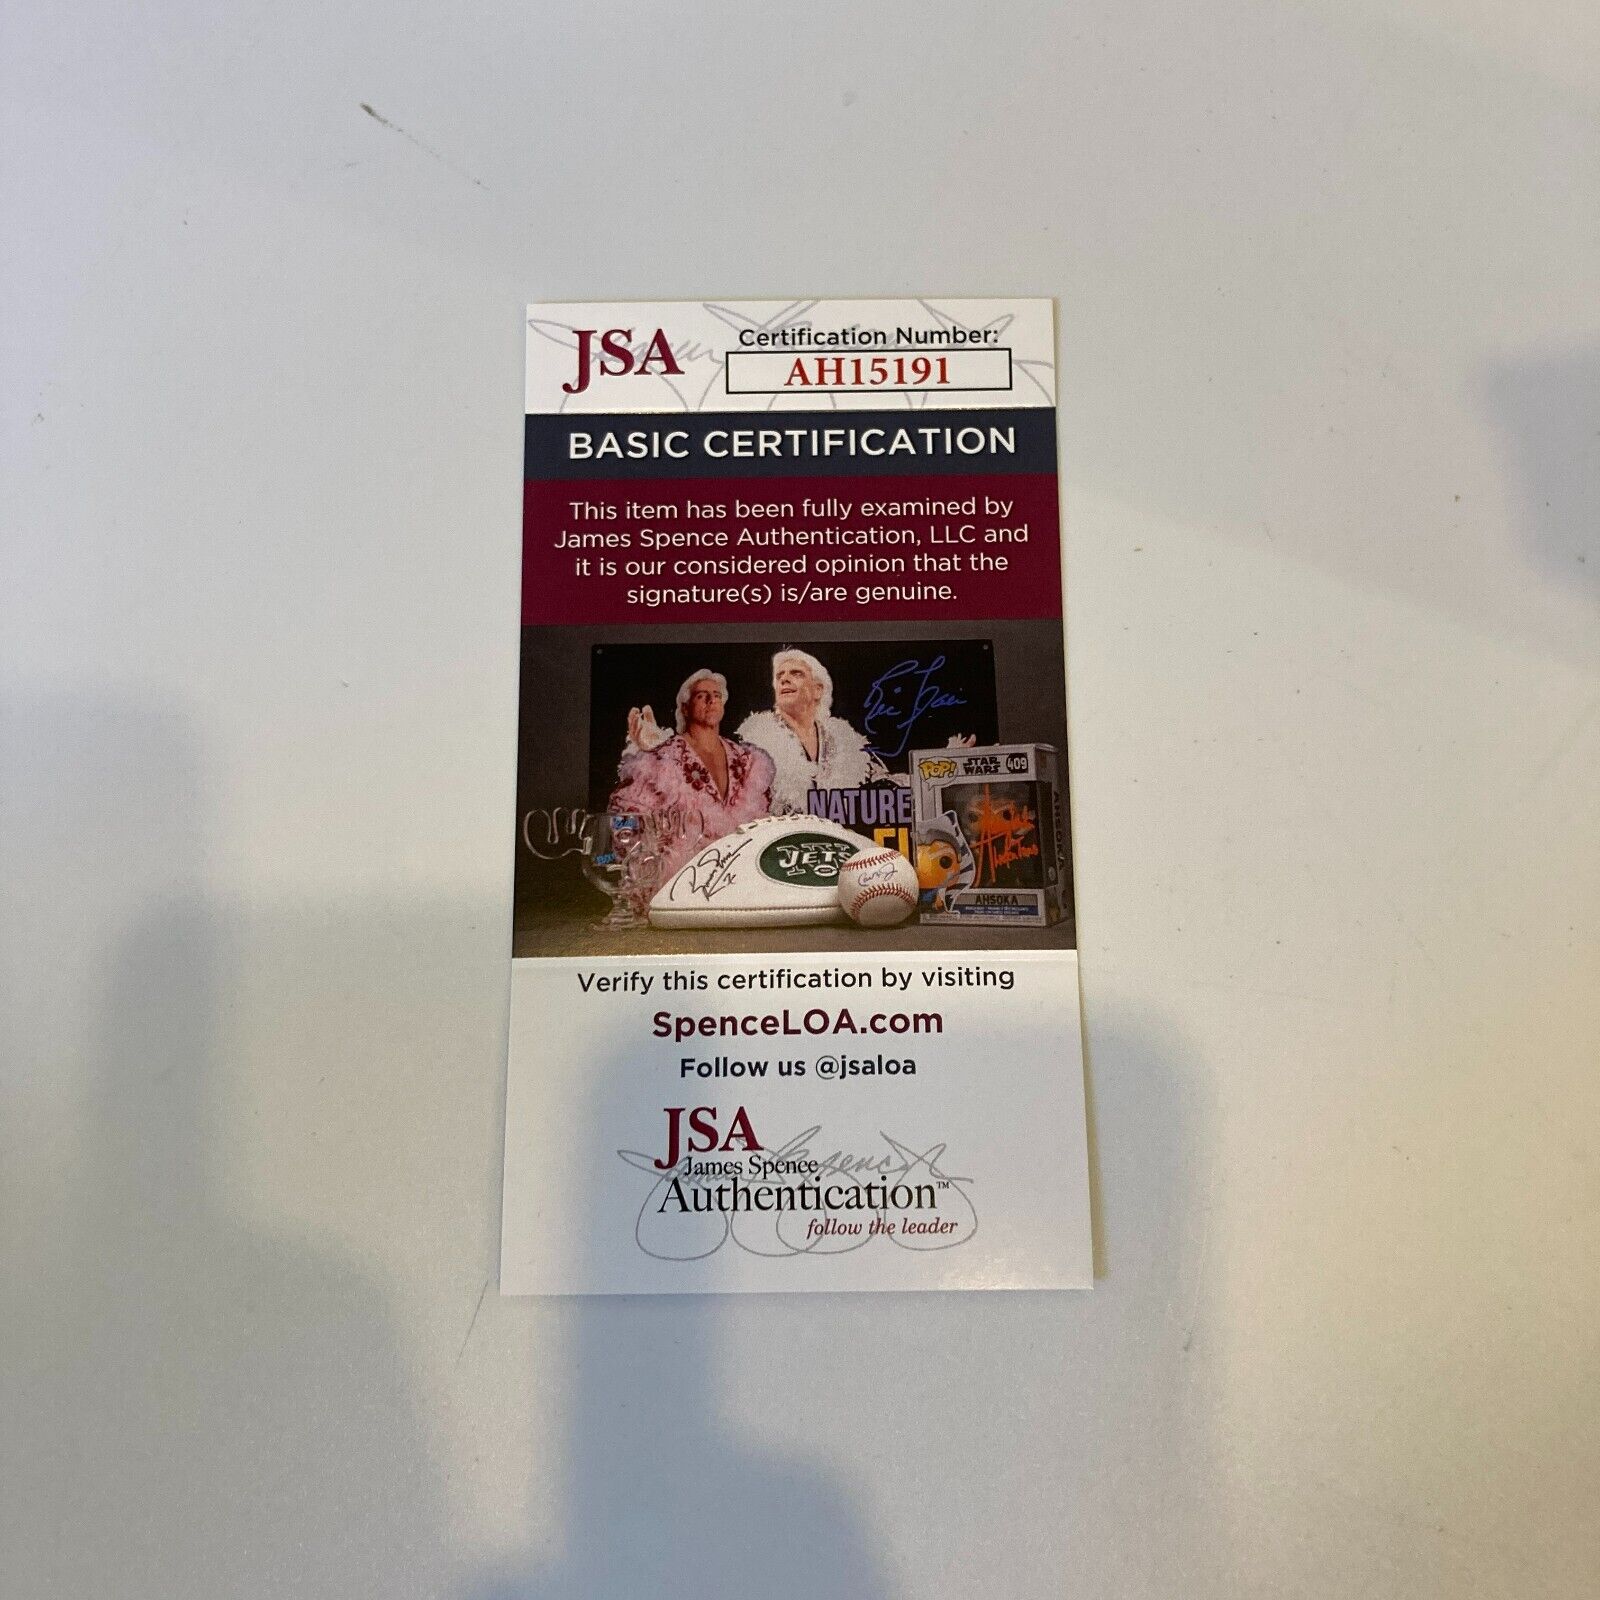 JSA
Certification Number:
AH15191
BASIC CERTIFICATION
This item has been fully examined by
James Spence Authentication, LLC and
it is our considered opinion that the
signature(s) is/are genuine.
Ric Flair
NATURE
POP!
STAR WARS
409
JETS
AHSOKA
Verify this certification by visiting
SpenceLOA.com
Follow us @jsaloa
JSA
James Spence
Authentication™
follow the leader